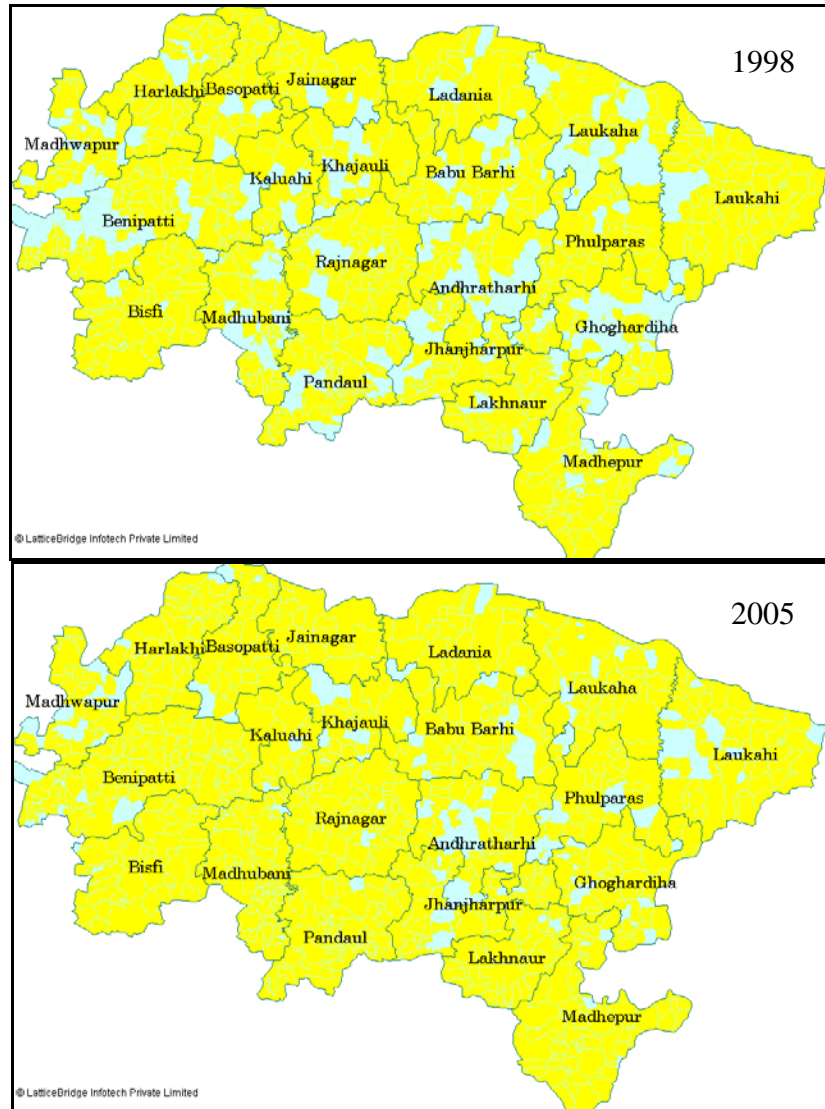 1998
Harlakhi
Basopatti
Jainagar
Ladania
Laukaha
Madhwapur
Kaluahi
Khajauli
Babu Barhi
Laukahi
Benipatti
Phulparas
Rajnagar
Andhratharhi
Bisfi
Madhubani
Ghoghardiha
Jhanjharpur
Pandaul
Lakhnaur
Madhepur
© LatticeBridge Infotech Private Limited
2005
Harlakhi
Basopatti
Jainagar
Ladania
Laukaha
Madhwapur
Kaluahi
Khajauli
Babu Barhi
Laukahi
Benipatti
Phulparas
Rajnagar
Andhratharhi
Bisfi
Madhubani
Ghoghardiha
Jhanjharpur
Pandaul
Lakhnaur
Madhepur
© LatticeBridge Infotech Private Limited